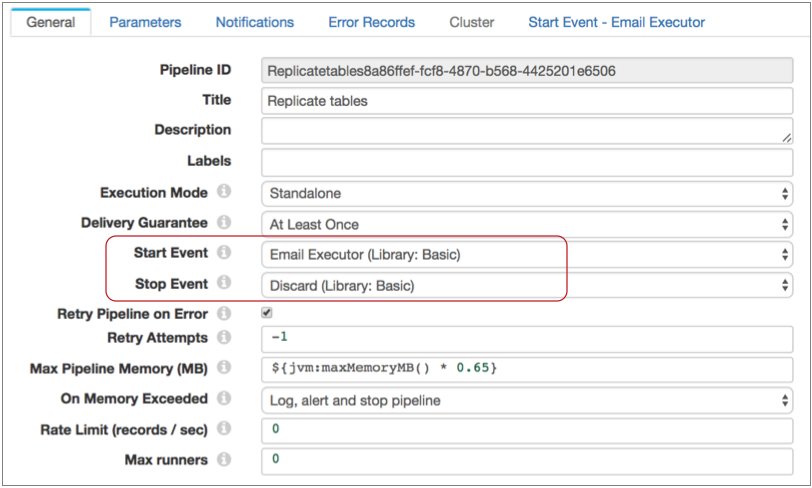 General Parameters Notifications Error Records Cluster Start Event - Email Executor
Pipeline ID Replicatetables8a86ffef-fcf8-4870-b568-4425201e6506
Title Replicate tables
Description
Labels
Execution Mode Standalone
Delivery Guarantee At Least Once
Start Event Email Executor (Library: Basic)
Stop Event Discard (Library: Basic)
Retry Pipeline on Error
Retry Attempts -1
Max Pipeline Memory (MB) ${jvm:maxMemoryMB() * 0.65}
On Memory Exceeded Log, alert and stop pipeline
Rate Limit (records / sec) 0
Max runners 0